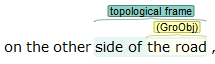 topological frame
(GroObj)
on the other side of the road ,